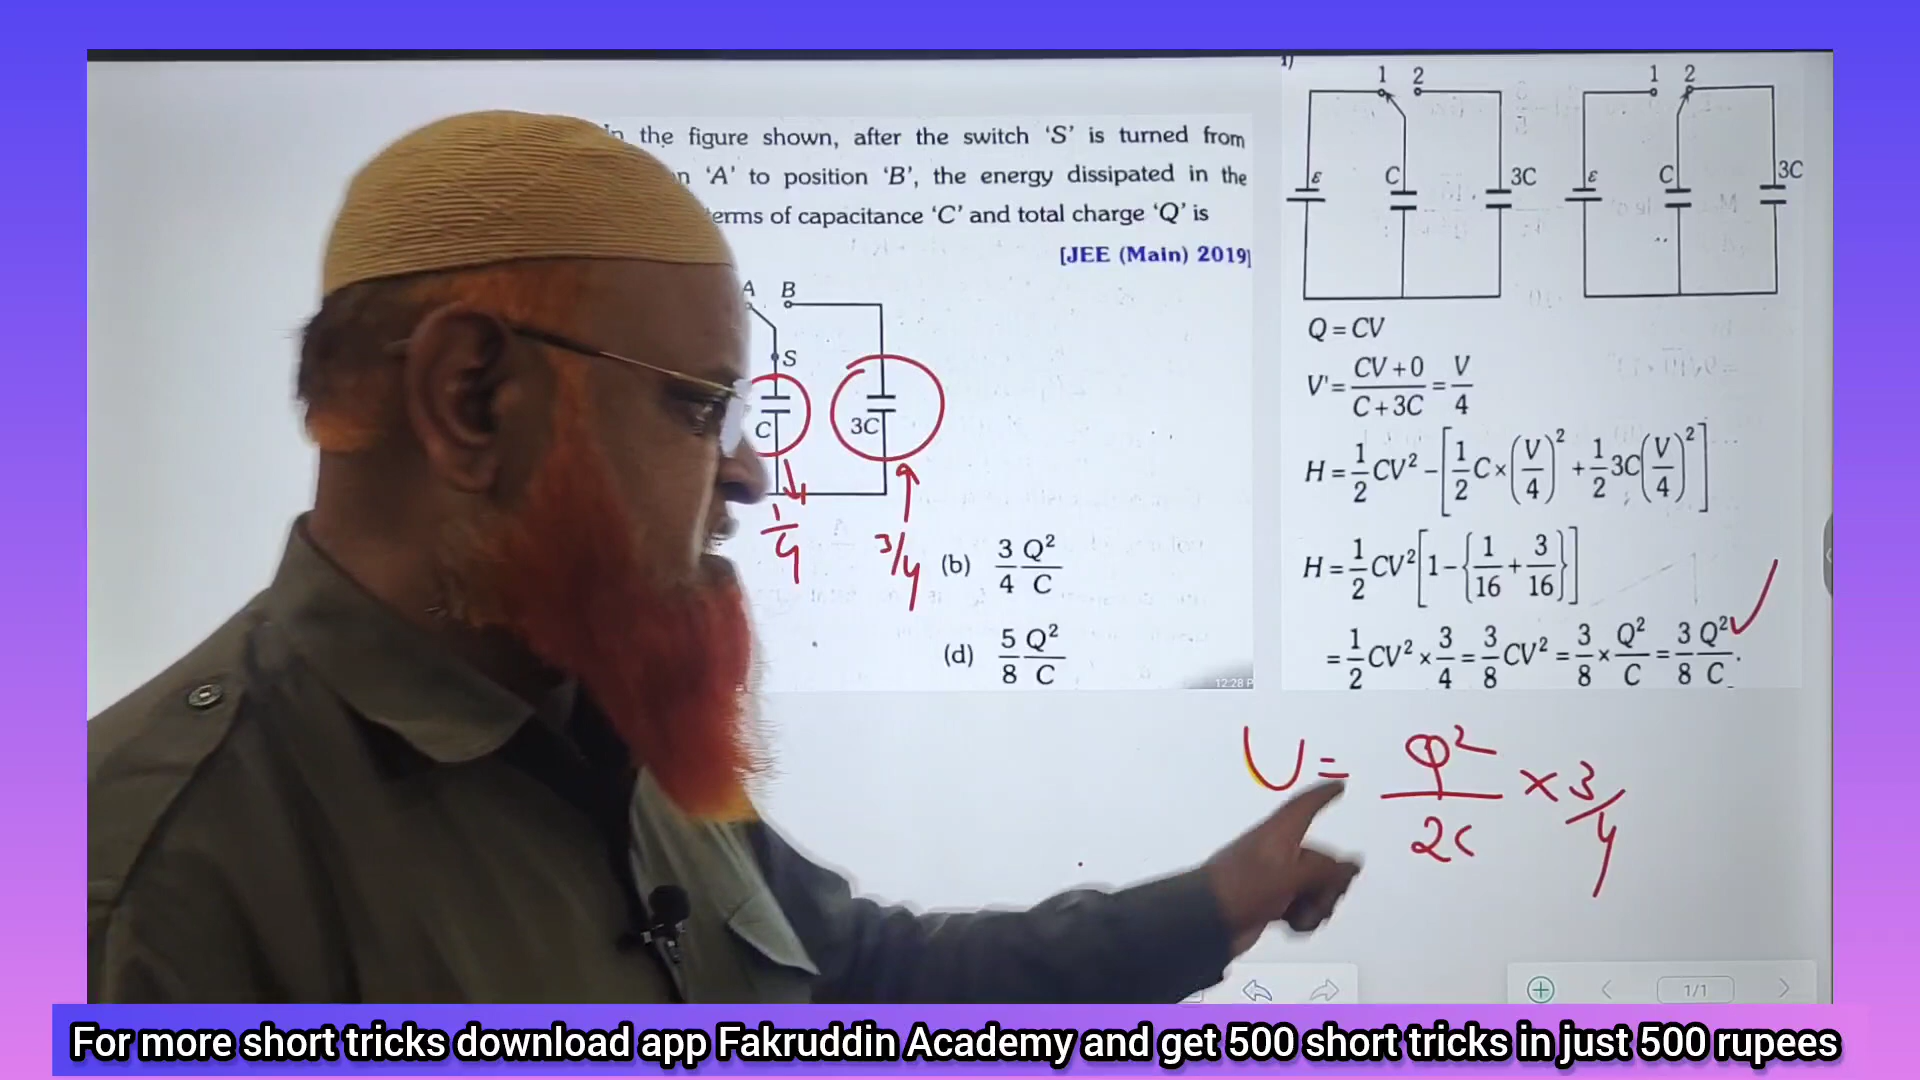 the figure shown, after the switch ‘S’ is turned from
‘A’ to position ‘B’, the energy dissipated in the
terms of capacitance ‘C’ and total charge ‘Q’ is
[JEE (Main) 2019]
A B
S
C 3C
1/4
3/4
(b) 3/4 Q²/C
(d) 5/8 Q²/C
12:28 P
1 2
ε C 3C
1 2
ε C 3C
Q = CV
V' = (CV + 0)/(C + 3C) = V/4
H = 1/2 CV² − [1/2 C × (V/4)² + 1/2 3C (V/4)²]
H = 1/2 CV² [1 − {1/16 + 3/16}]
= 1/2 CV² × 3/4 = 3/8 CV² = 3/8 × Q²/C = 3/8 Q²/C.
U = Q²/2C × 3/4
1/1
For more short tricks download app Fakruddin Academy and get 500 short tricks in just 500 rupees